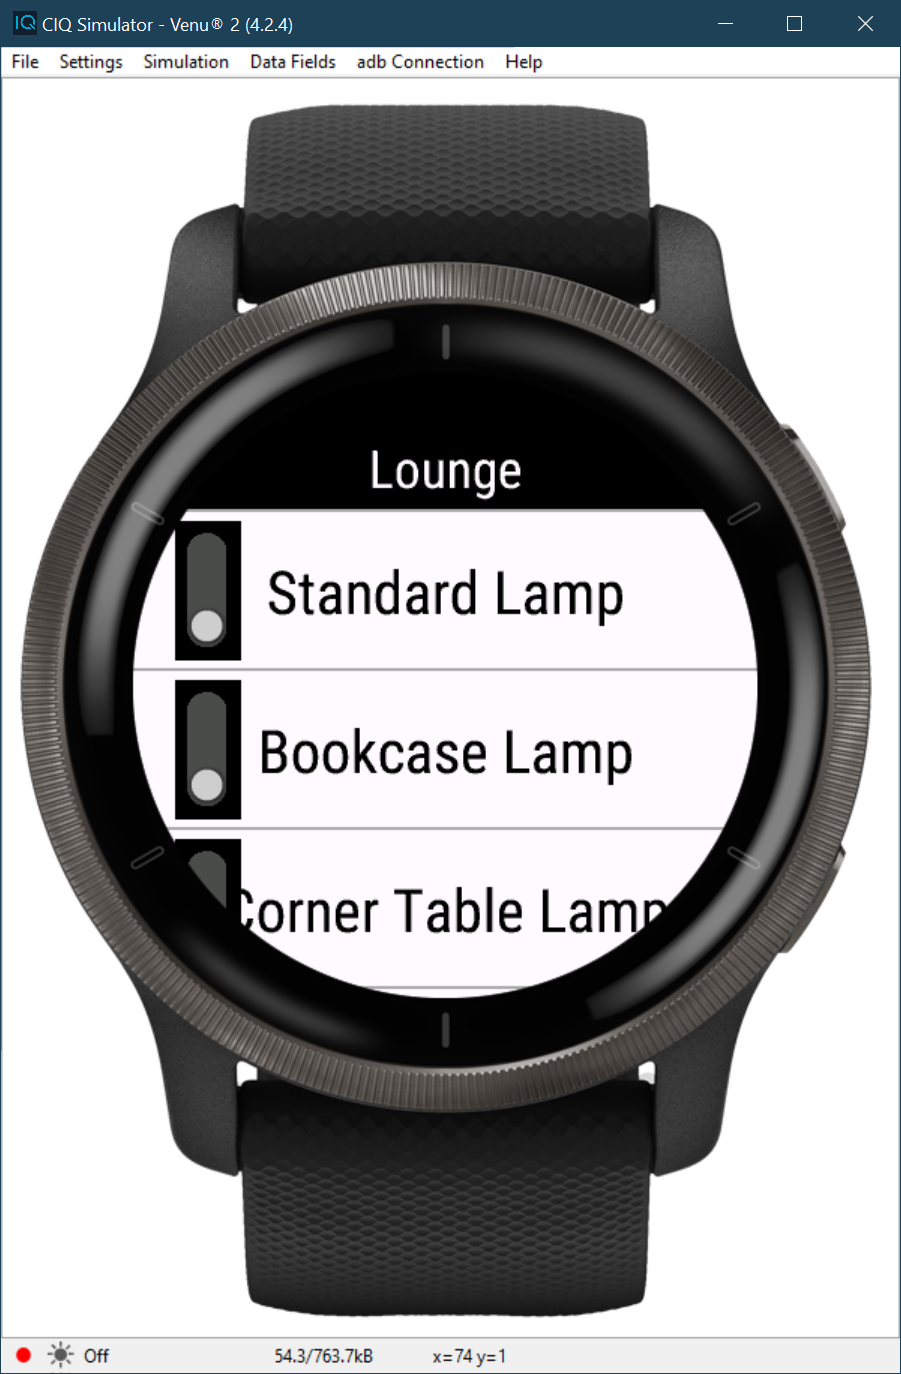 IQ CIQ Simulator - Venu® 2 (4.2.4)
File Settings Simulation Data Fields adb Connection Help
Lounge
Standard Lamp
Bookcase Lamp
Corner Table Lamp
Off 54.3/763.7kB x=74 y=1